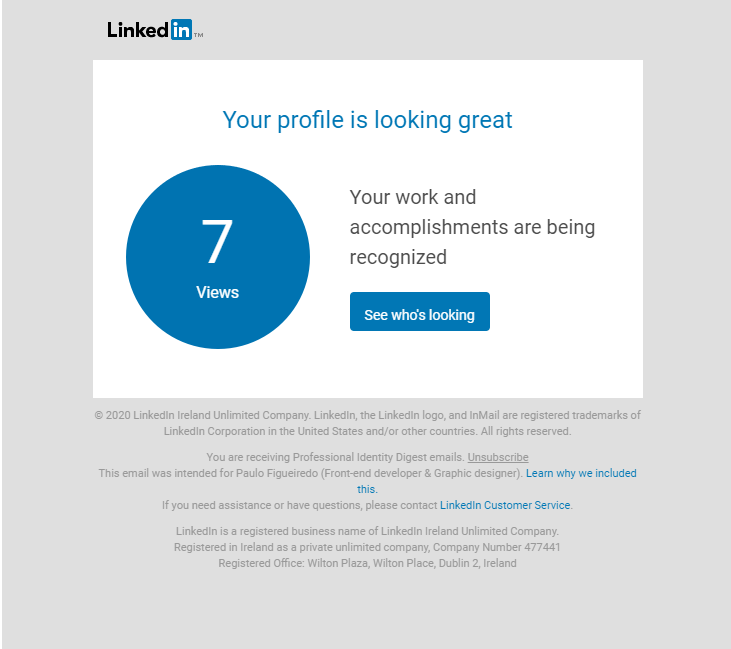 Linked in TM
Your profile is looking great
7
Views
Your work and
accomplishments are being
recognized
See who's looking
© 2020 LinkedIn Ireland Unlimited Company. LinkedIn, the LinkedIn logo, and InMail are registered trademarks of
LinkedIn Corporation in the United States and/or other countries. All rights reserved.
You are receiving Professional Identity Digest emails. Unsubscribe
This email was intended for Paulo Figueiredo (Front-end developer & Graphic designer). Learn why we included
this.
If you need assistance or have questions, please contact LinkedIn Customer Service.
LinkedIn is a registered business name of LinkedIn Ireland Unlimited Company.
Registered in Ireland as a private unlimited company, Company Number 477441
Registered Office: Wilton Plaza, Wilton Place, Dublin 2, Ireland